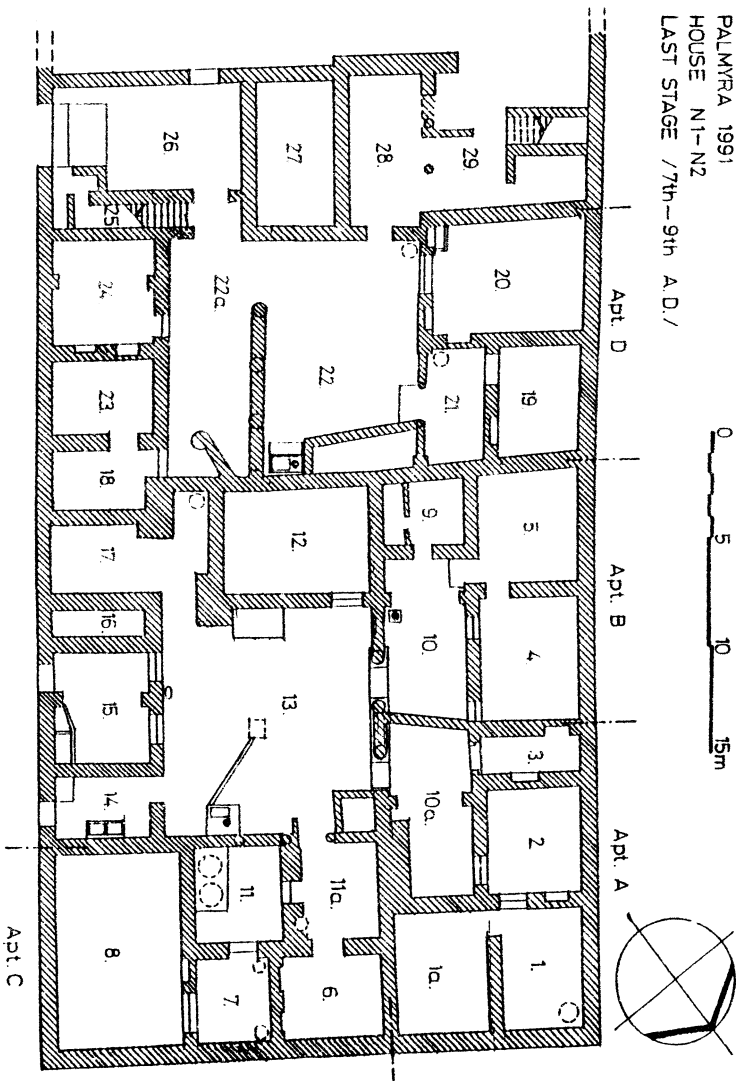 PALMYRA 1991
HOUSE N1-N2
LAST STAGE /7th-9th A.D./
0 5 10 15m
Apt. D
Apt. B
Apt. A
Apt. C
29.
28.
27.
26.
25
20.
19.
21.
22.
22a.
24.
23.
18.
5.
4.
9.
10.
12.
17.
16.
13.
15.
14.
3.
2.
10a.
1.
1a.
11a.
11.
6.
7.
8.